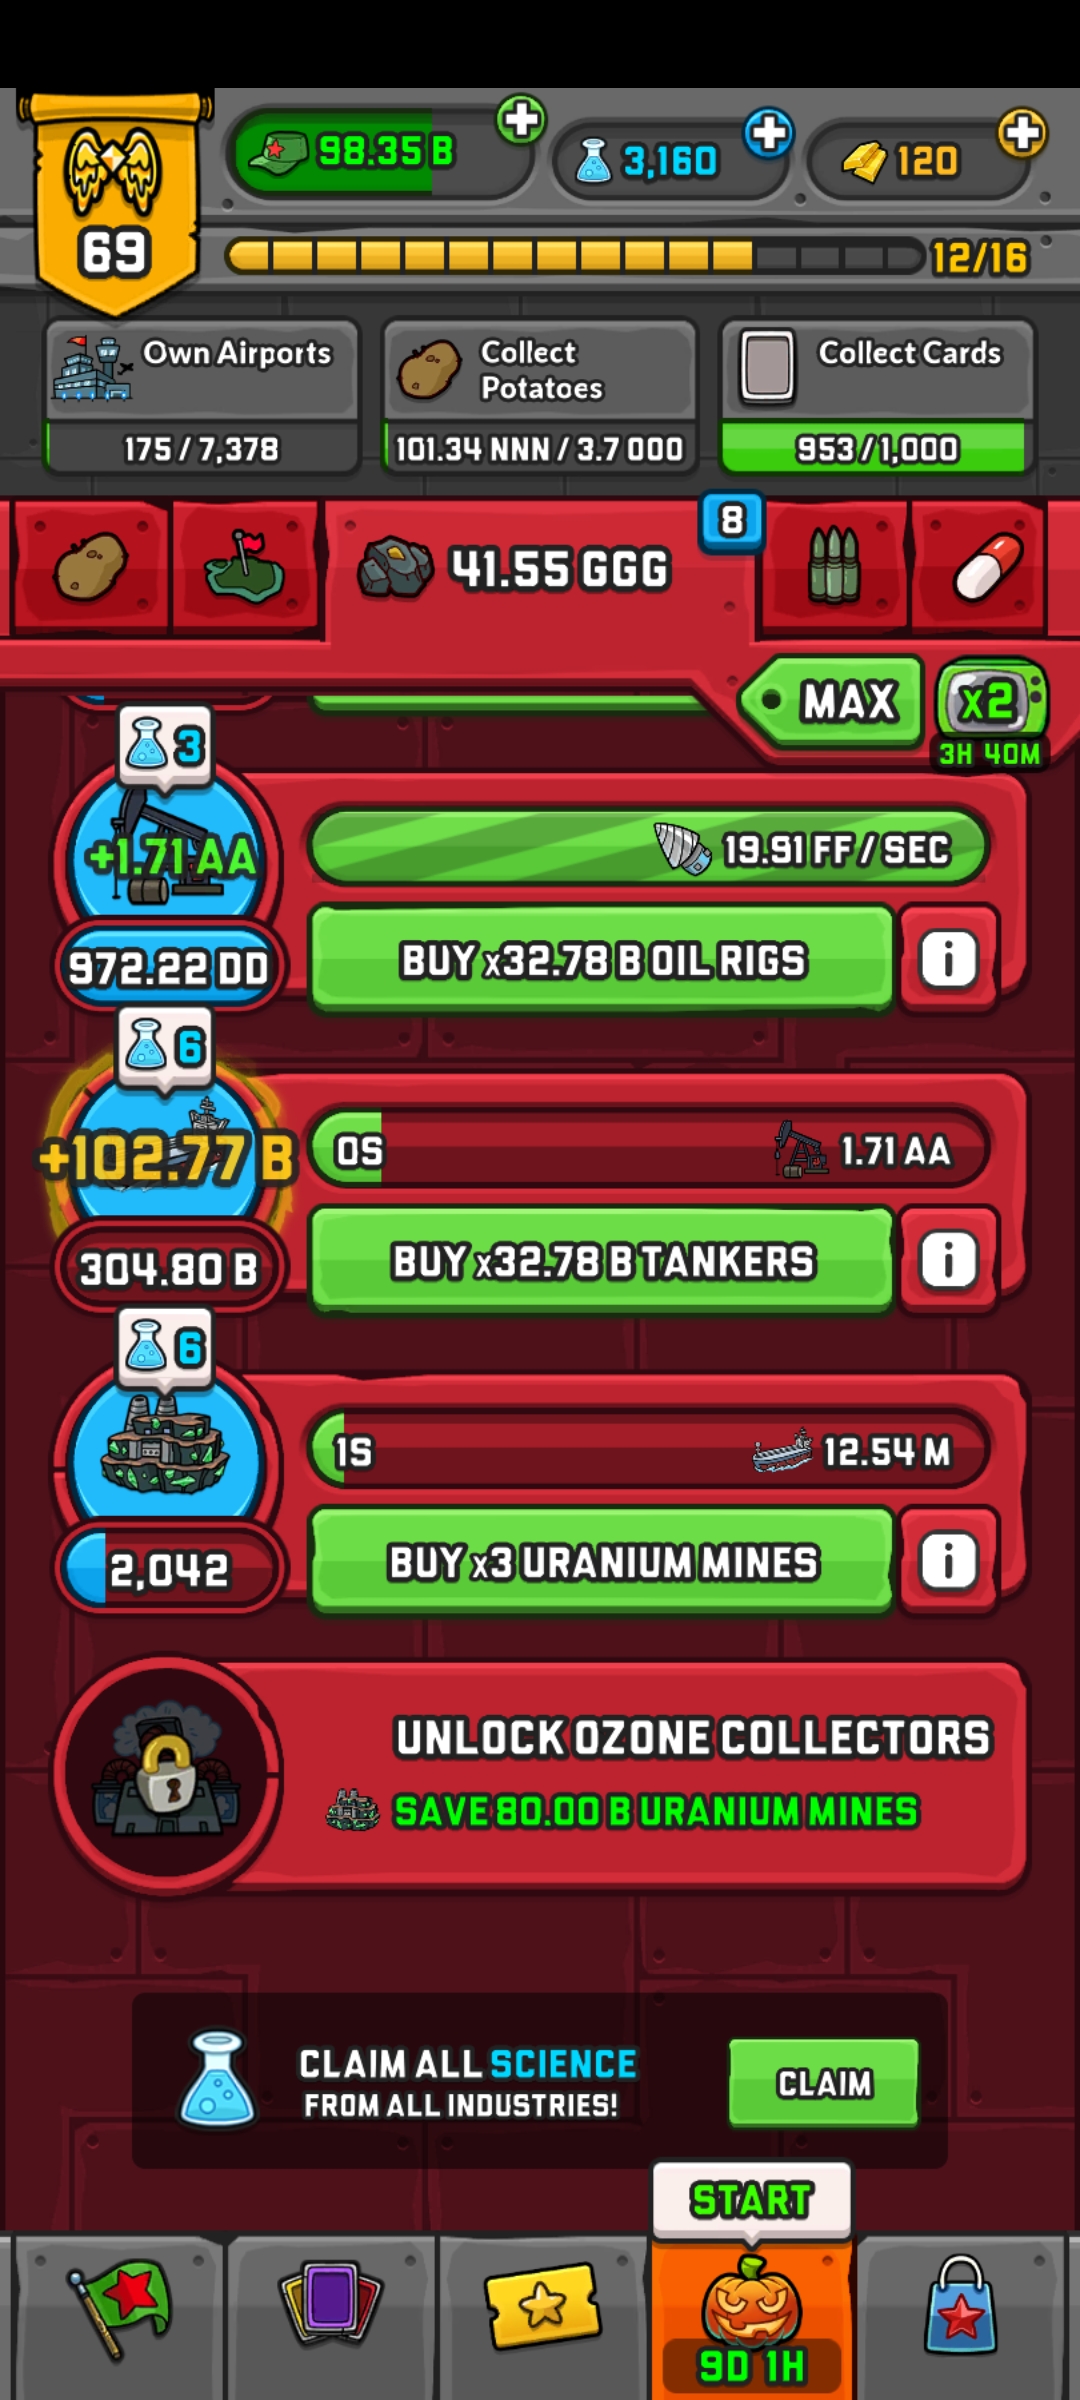 69
98.35 B
3,160
120
12/16
Own Airports
175 / 7,378
Collect
Potatoes
101.34 NNN / 3.7 OOO
Collect Cards
953 / 1,000
41.55 GGG
8
MAX
x2
3H 40M
3
+1.71 AA
972.22 DD
19.91 FF / SEC
BUY x32.78 B OIL RIGS
i
6
+102.77 B
304.80 B
0S
1.71 AA
BUY x32.78 B TANKERS
i
6
2,042
1S
12.54 M
BUY x3 URANIUM MINES
i
UNLOCK OZONE COLLECTORS
SAVE 80.00 B URANIUM MINES
CLAIM ALL SCIENCE
FROM ALL INDUSTRIES!
CLAIM
START
9D 1H